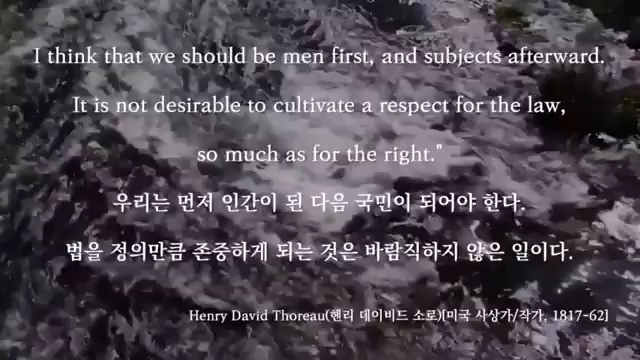 I think that we should be men first, and subjects afterward.
It is not desirable to cultivate a respect for the law,
so much as for the right."
우리는 먼저 인간이 된 다음 국민이 되어야 한다.
법을 정의만큼 존중하게 되는 것은 바람직하지 않은 일이다.
Henry David Thoreau(헨리 데이비드 소로)[미국 사상가/작가, 1817-62]